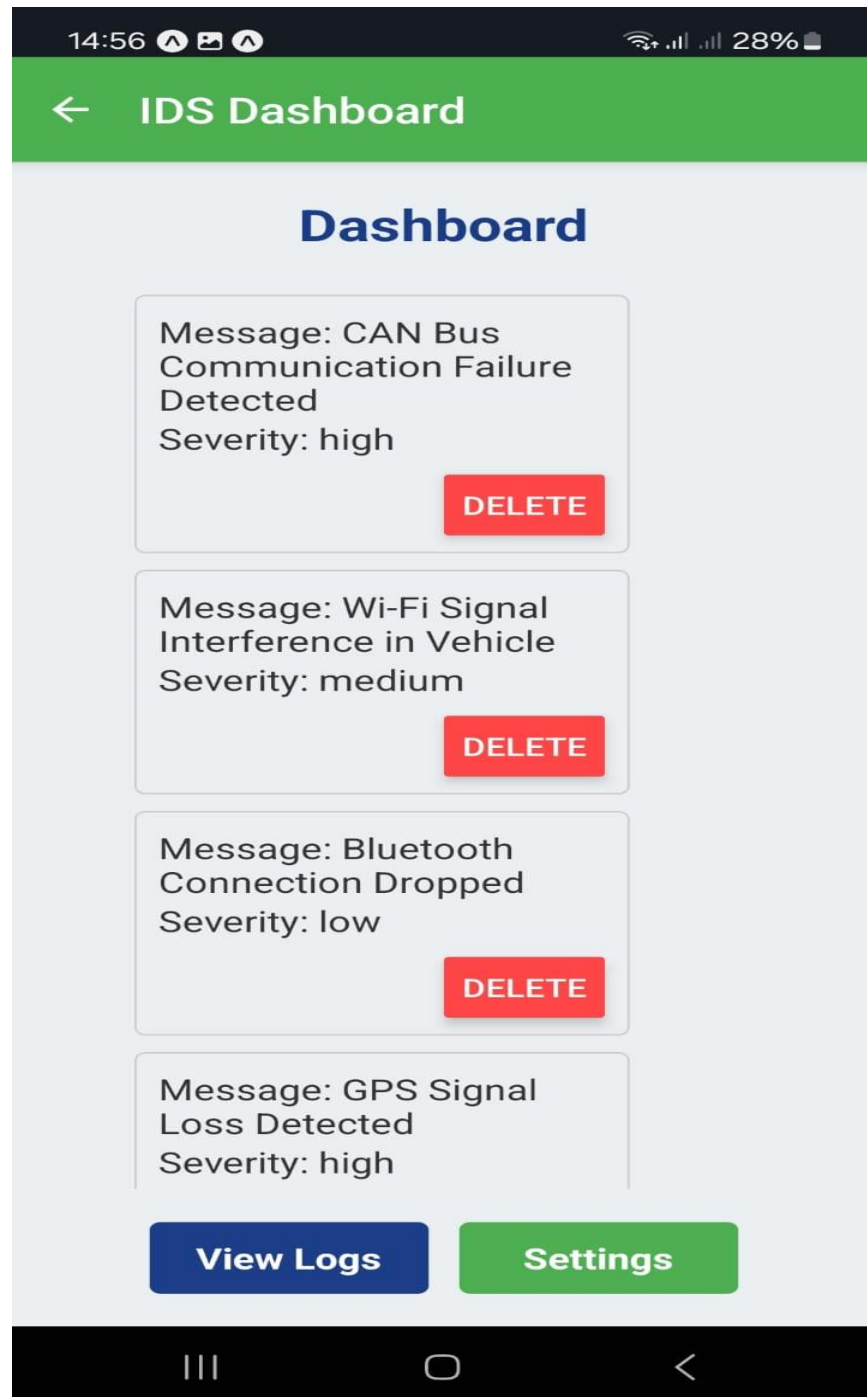 14:56 28%
IDS Dashboard
Dashboard
Message: CAN Bus
Communication Failure
Detected
Severity: high
DELETE
Message: Wi-Fi Signal
Interference in Vehicle
Severity: medium
DELETE
Message: Bluetooth
Connection Dropped
Severity: low
DELETE
Message: GPS Signal
Loss Detected
Severity: high
View Logs Settings